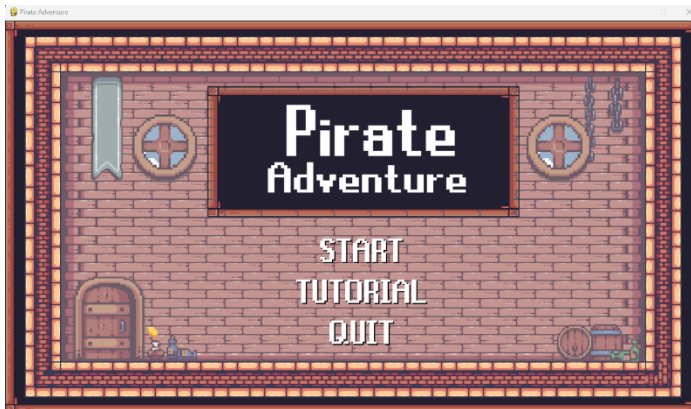 Pirate Adventure
Pirate
Adventure
START
TUTORIAL
QUIT